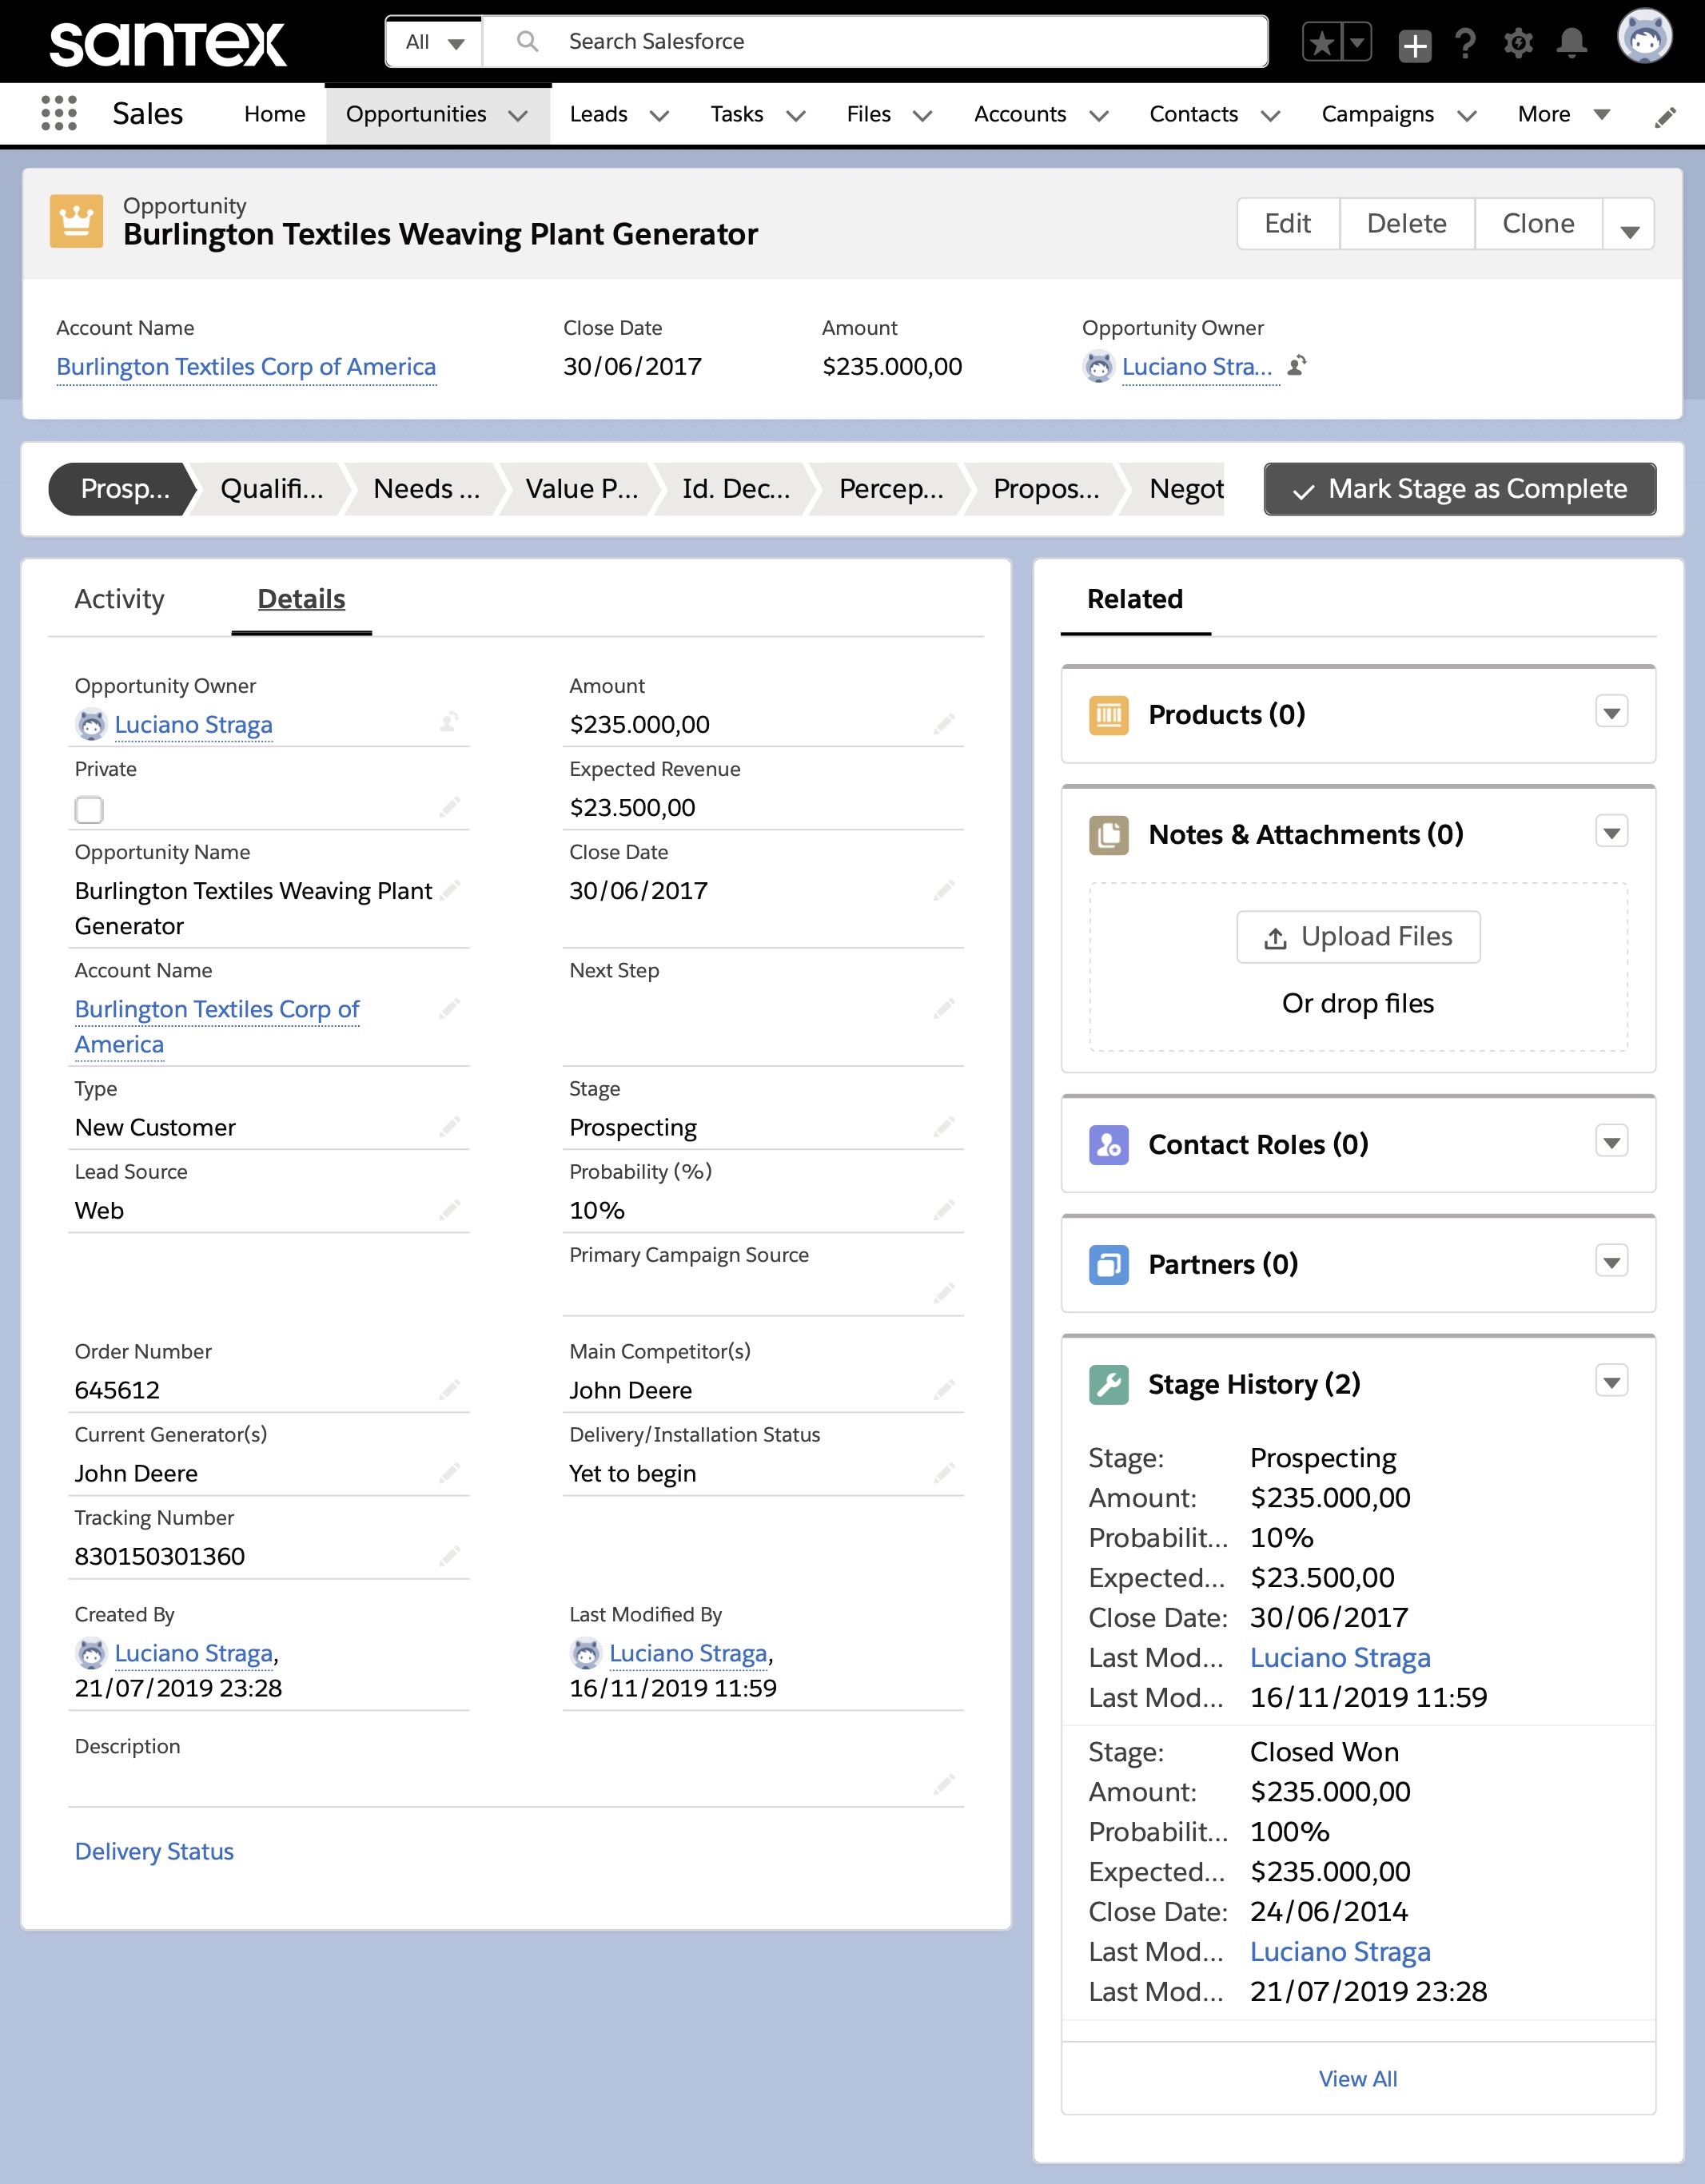 santex
All
Search Salesforce
Sales
Home
Opportunities
Leads
Tasks
Files
Accounts
Contacts
Campaigns
More
Opportunity
Burlington Textiles Weaving Plant Generator
Edit
Delete
Clone
Account Name
Close Date
Amount
Opportunity Owner
Burlington Textiles Corp of America
30/06/2017
$235.000,00
Luciano Stra...
Prosp...
Qualifi...
Needs ...
Value P...
Id. Dec...
Percep...
Propos...
Negot
Mark Stage as Complete
Activity
Details
Opportunity Owner
Luciano Straga
Amount
$235.000,00
Private
Expected Revenue
$23.500,00
Opportunity Name
Burlington Textiles Weaving Plant
Generator
Close Date
30/06/2017
Account Name
Burlington Textiles Corp of
America
Next Step
Type
New Customer
Stage
Prospecting
Lead Source
Web
Probability (%)
10%
Primary Campaign Source
Order Number
645612
Main Competitor(s)
John Deere
Current Generator(s)
John Deere
Delivery/Installation Status
Yet to begin
Tracking Number
830150301360
Created By
Luciano Straga,
21/07/2019 23:28
Last Modified By
Luciano Straga,
16/11/2019 11:59
Description
Delivery Status
Related
Products (0)
Notes & Attachments (0)
Upload Files
Or drop files
Contact Roles (0)
Partners (0)
Stage History (2)
Stage: Prospecting
Amount: $235.000,00
Probabilit... 10%
Expected... $23.500,00
Close Date: 30/06/2017
Last Mod... Luciano Straga
Last Mod... 16/11/2019 11:59
Stage: Closed Won
Amount: $235.000,00
Probabilit... 100%
Expected... $235.000,00
Close Date: 24/06/2014
Last Mod... Luciano Straga
Last Mod... 21/07/2019 23:28
View All